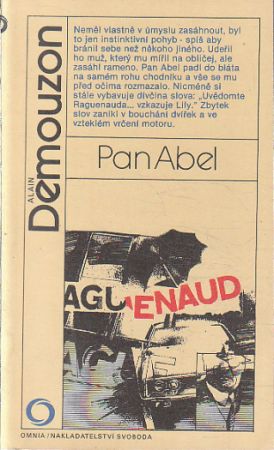 Neměl vlastně v úmyslu zasáhnout, byl
to jen instinktivní pohyb - spíš aby
bránil sebe než někoho jiného. Udeřil
ho muž, který mu mířil na obličej, ale
zasáhl rameno. Pan Abel padl do bláta
na samém rohu chodníku a vše se mu
před očima rozmazalo. Nicméně si
stále vybavuje dívčina slova: „Uvědomte
Raguenauda... vzkazuje Lily." Zbytek
slov zanikl v bouchání dvířek a ve
vzteklém vrčení motoru.
ALAIN
Demouzon
Pan Abel
AGUENAUD
OMNIA/NAKLADATELSTVÍ SVOBODA